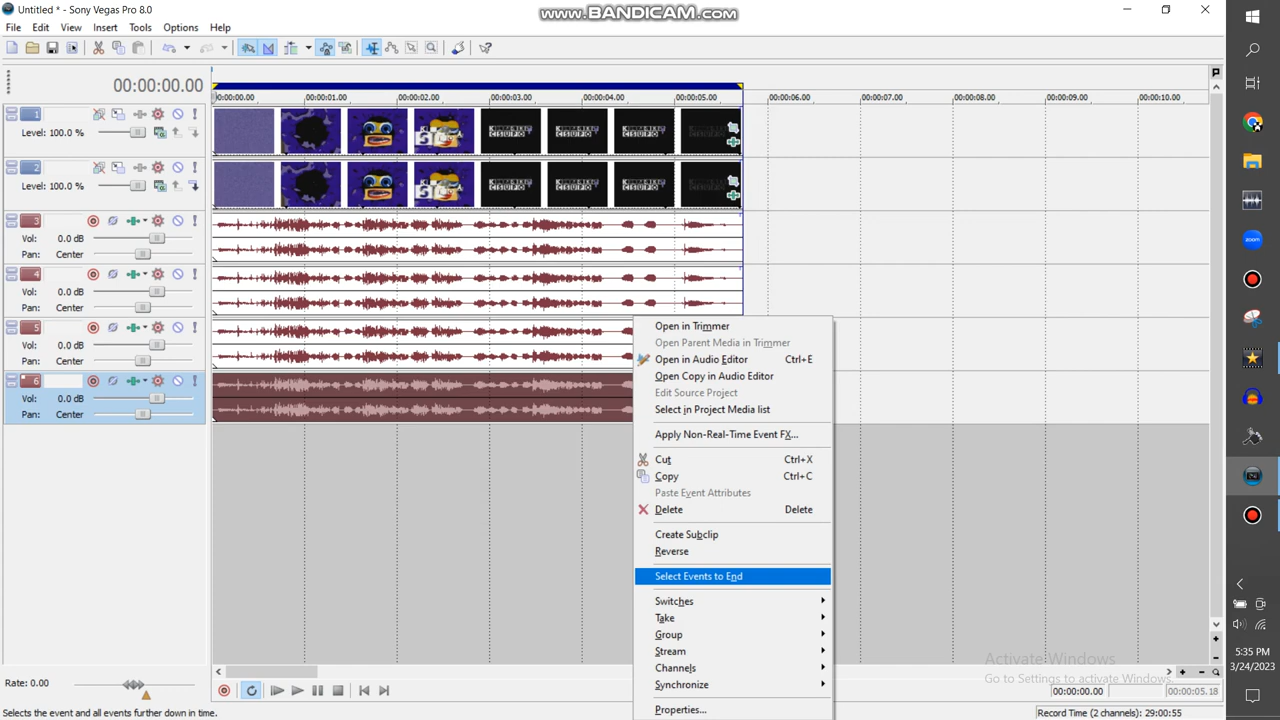 Untitled * - Sony Vegas Pro 8.0
WWW.BANDICAM.COM
File Edit View Insert Tools Options Help
00:00:00.00
00:00:00.00 00:00:01.00 00:00:02.00 00:00:03.00 00:00:04.00 00:00:05.00 00:00:06.00 00:00:07.00 00:00:08.00 00:00:09.00 00:00:10.00
1
Level: 100.0 %
2
Level: 100.0 %
3
Vol: 0.0 dB
Pan: Center
4
Vol: 0.0 dB
Pan: Center
5
Vol: 0.0 dB
Pan: Center
6
Vol: 0.0 dB
Pan: Center
Open in Trimmer
Open Parent Media in Trimmer
Open in Audio Editor Ctrl+E
Open Copy in Audio Editor
Edit Source Project
Select in Project Media list
Apply Non-Real-Time Event FX...
Cut Ctrl+X
Copy Ctrl+C
Paste Event Attributes
Delete Delete
Create Subclip
Reverse
Select Events to End
Switches
Take
Group
Stream
Channels
Synchronize
Properties...
zoom
Activate Windows
Go to Settings to activate Windows.
Rate: 0.00
00:00:00.00 00:00:05.18
Selects the event and all events further down in time.
Record Time (2 channels): 29:00:55
5:35 PM
3/24/2023